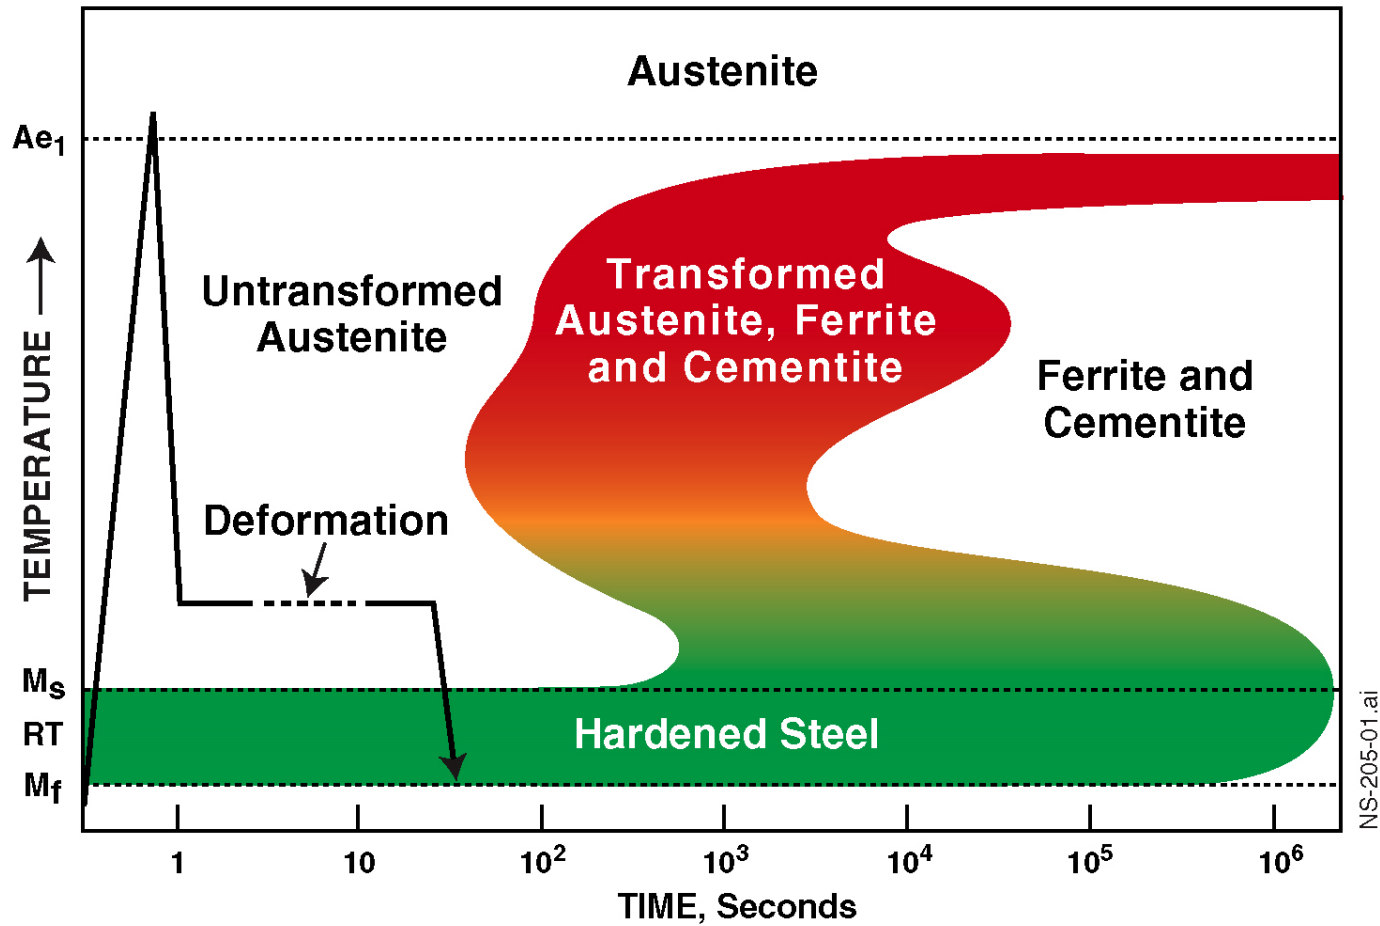 Austenite
Ae₁
Untransformed
Austenite
Transformed
Austenite, Ferrite
and Cementite
Ferrite and
Cementite
TEMPERATURE
Deformation
Mₛ
RT
Hardened Steel
M_f
1 10 10² 10³ 10⁴ 10⁵ 10⁶
TIME, Seconds
NS-205-01.ai